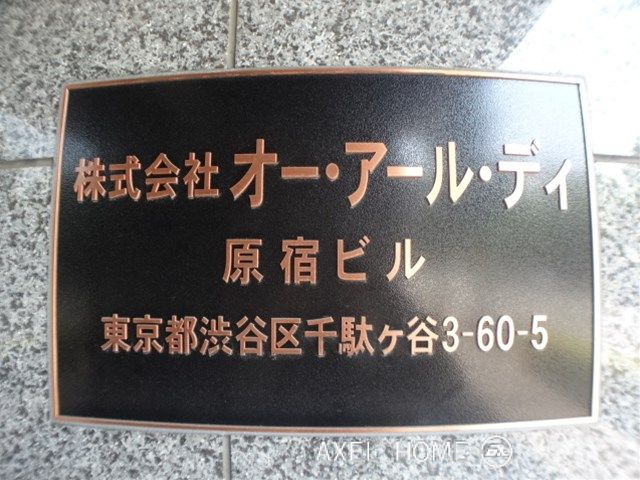 株式会社 オー・アール・ディ
原宿ビル
東京都渋谷区千駄ヶ谷3-60-5
AXEL HOME